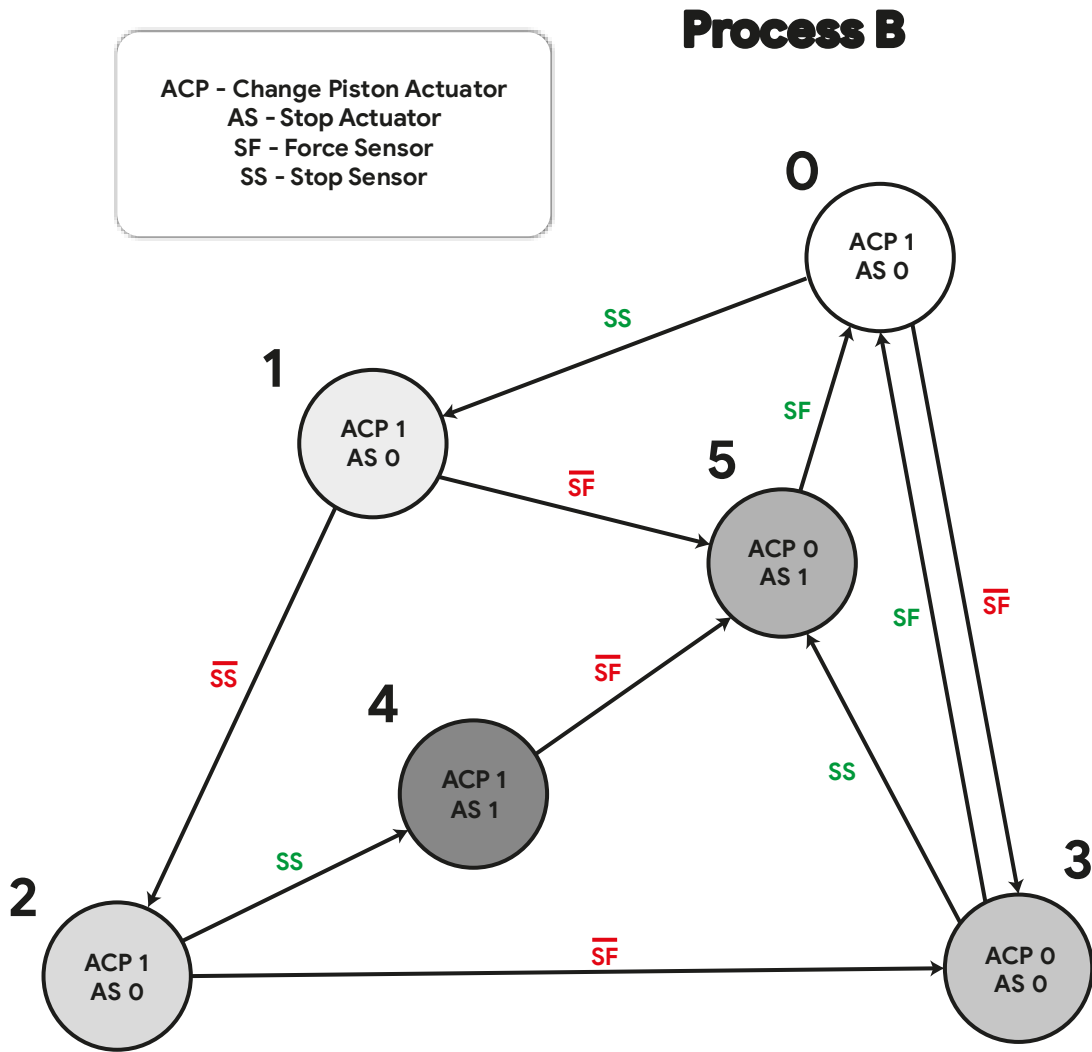 Process B
ACP - Change Piston Actuator
AS - Stop Actuator
SF - Force Sensor
SS - Stop Sensor
0
ACP 1
AS 0
SS
1
ACP 1
AS 0
SF
5
SF
ACP 0
AS 1
SF
SF
SS
4
SF
ACP 1
AS 1
SS
SS
3
2
ACP 1
AS 0
SF
ACP 0
AS 0